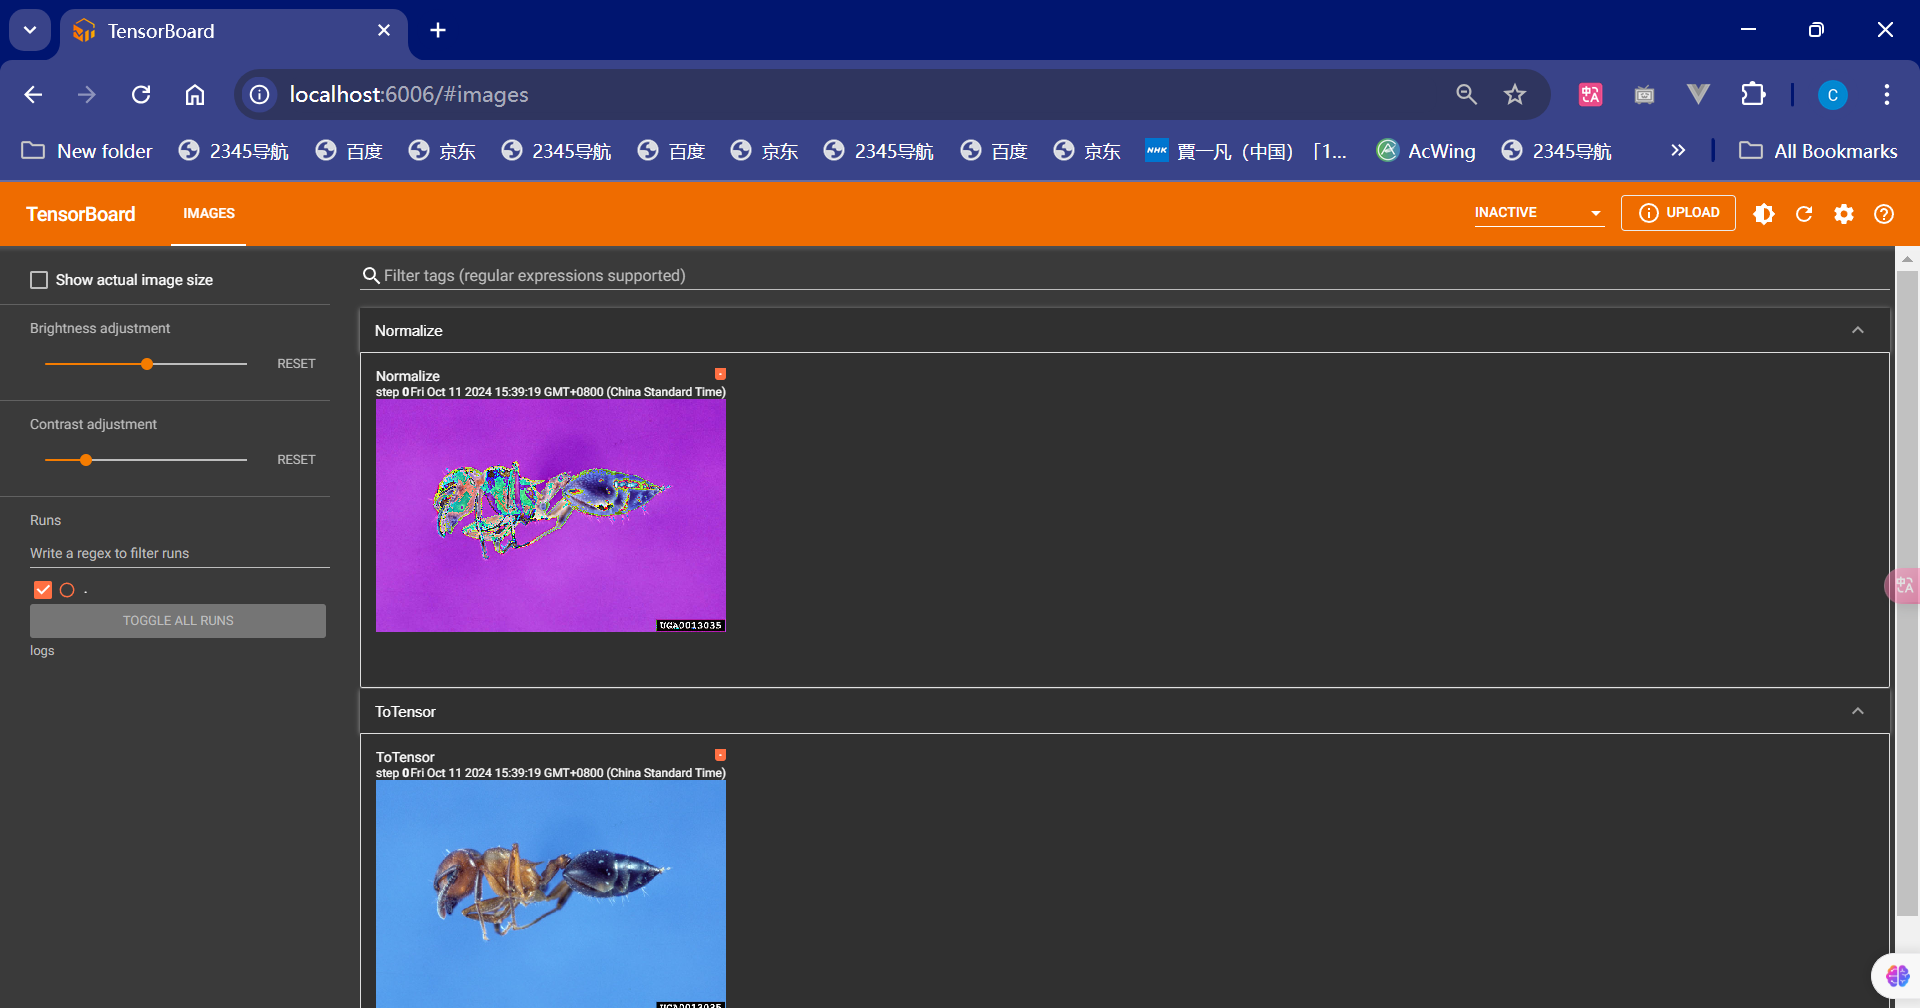 TensorBoard
localhost:6006/#images
New folder 2345导航 百度 京东 2345导航 百度 京东 2345导航 百度 京东 NHK 賈一凡（中国）「1... AcWing 2345导航 All Bookmarks
TensorBoard IMAGES INACTIVE UPLOAD
Show actual image size
Filter tags (regular expressions supported)
Brightness adjustment
RESET
Contrast adjustment
RESET
Runs
Write a regex to filter runs
.
TOGGLE ALL RUNS
logs
Normalize
Normalize
step 0 Fri Oct 11 2024 15:39:19 GMT+0800 (China Standard Time)
UGA0013035
ToTensor
ToTensor
step 0 Fri Oct 11 2024 15:39:19 GMT+0800 (China Standard Time)
UGA0013035